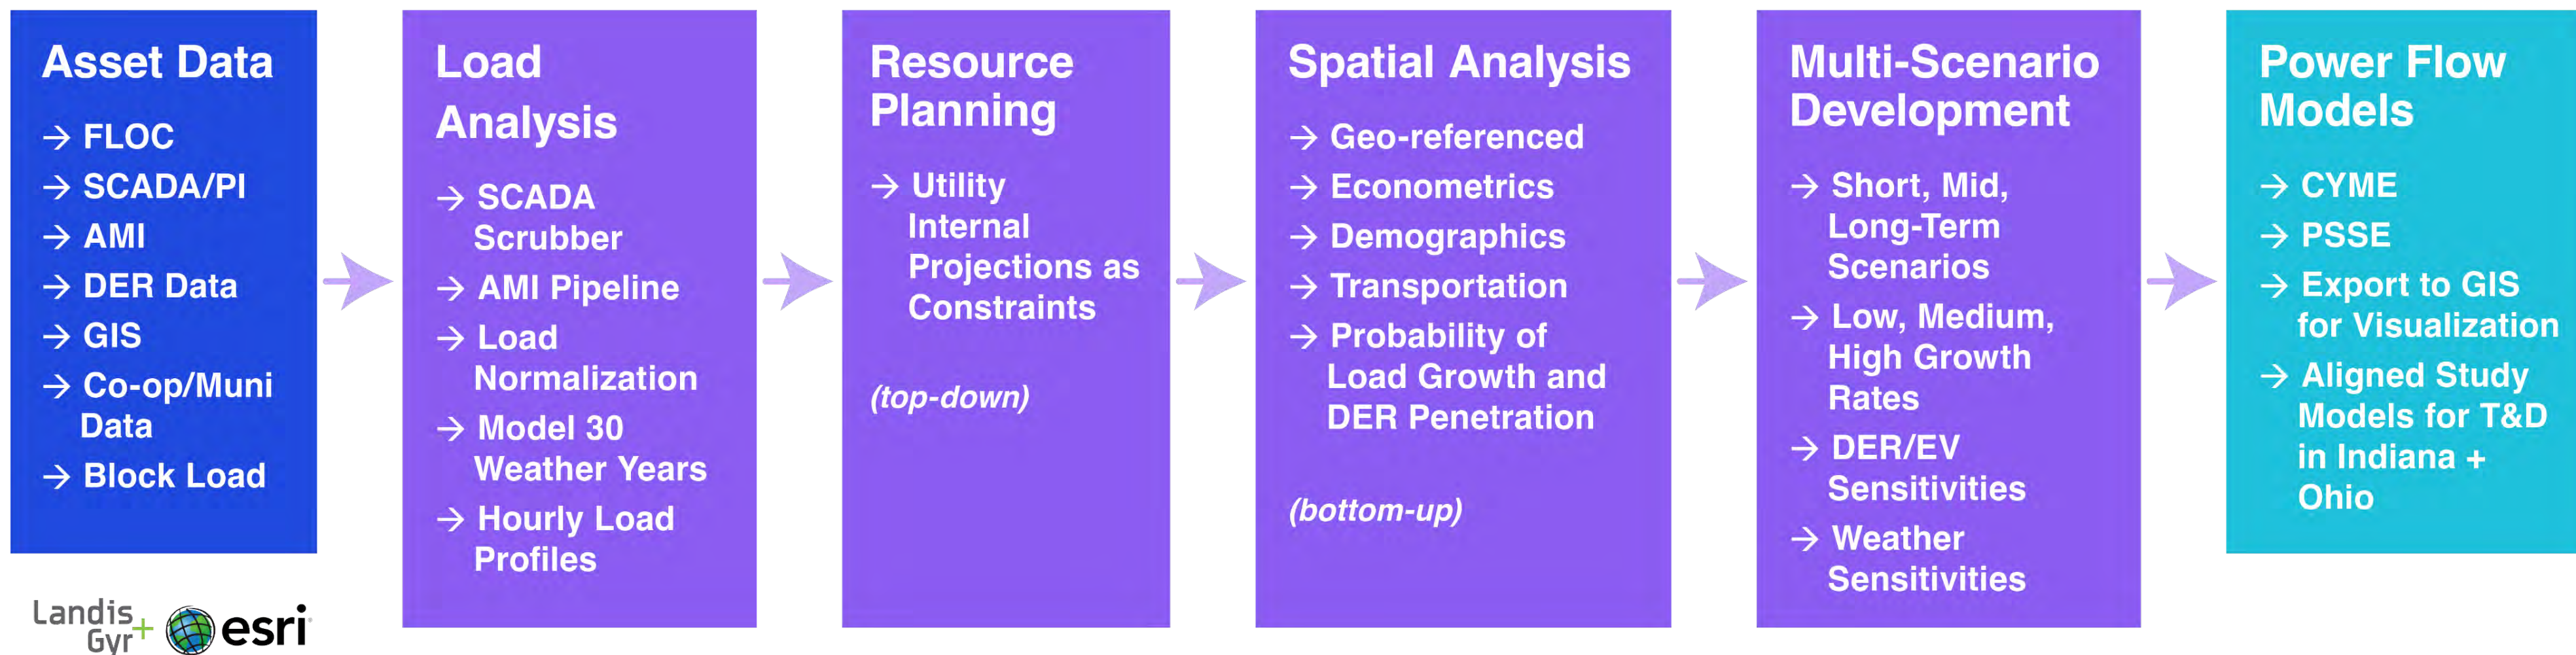 Asset Data
→ FLOC
→ SCADA/PI
→ AMI
→ DER Data
→ GIS
→ Co-op/Muni
Data
→ Block Load
Landis
Gyr+
esri
Load
Analysis
→ SCADA
Scrubber
→ AMI Pipeline
→ Load
Normalization
→ Model 30
Weather Years
→ Hourly Load
Profiles
Resource
Planning
→ Utility
Internal
Projections as
Constraints
(top-down)
Spatial Analysis
→ Geo-referenced
→ Econometrics
→ Demographics
→ Transportation
→ Probability of
Load Growth and
DER Penetration
(bottom-up)
Multi-Scenario
Development
→ Short, Mid,
Long-Term
Scenarios
→ Low, Medium,
High Growth
Rates
→ DER/EV
Sensitivities
→ Weather
Sensitivities
Power Flow
Models
→ CYME
→ PSSE
→ Export to GIS
for Visualization
→ Aligned Study
Models for T&D
in Indiana +
Ohio